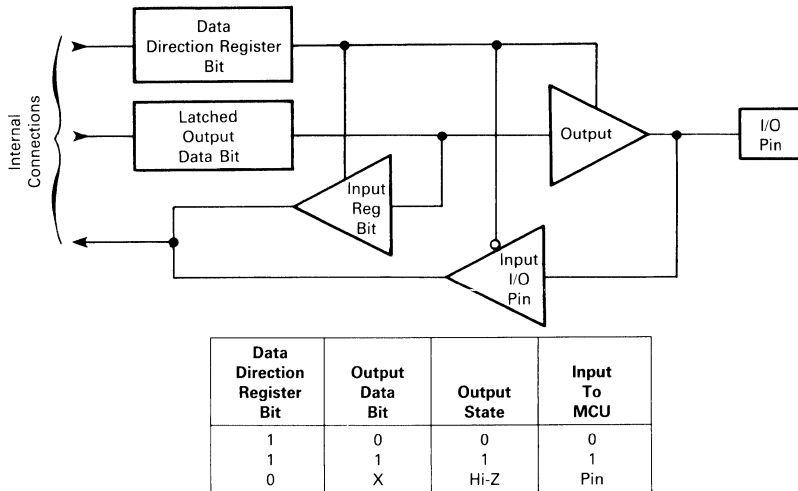 Data
Direction Register
Bit
Latched
Output
Data Bit
Internal
Connections
Input
Reg
Bit
Output
I/O
Pin
Input
I/O
Pin
Data
Direction
Register
Bit
Output
Data
Bit
Output
State
Input
To
MCU
1 0 0 0
1 1 1 1
0 X Hi-Z Pin